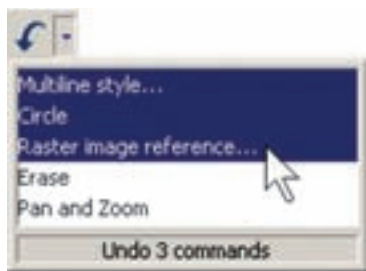 Multiline style...
Circle
Raster image reference...
Erase
Pan and Zoom
Undo 3 commands